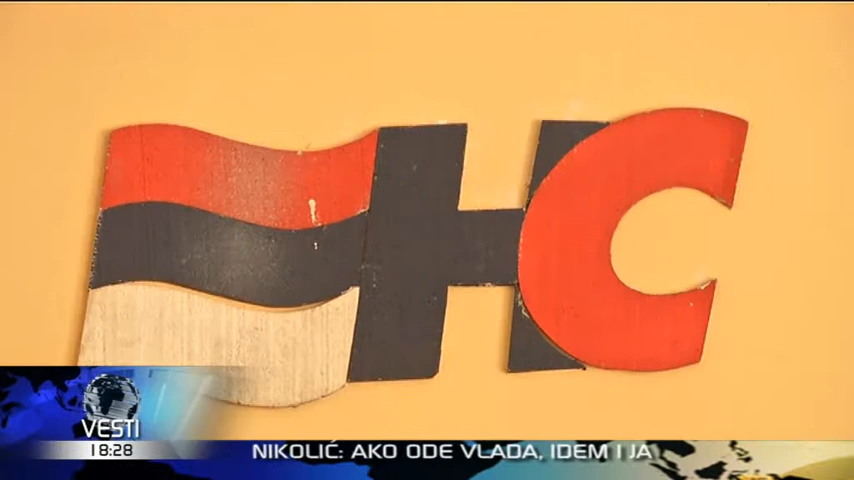 НС
VESTI
18:28
NIKOLIĆ: AKO ODE VLADA, IDEM I JA